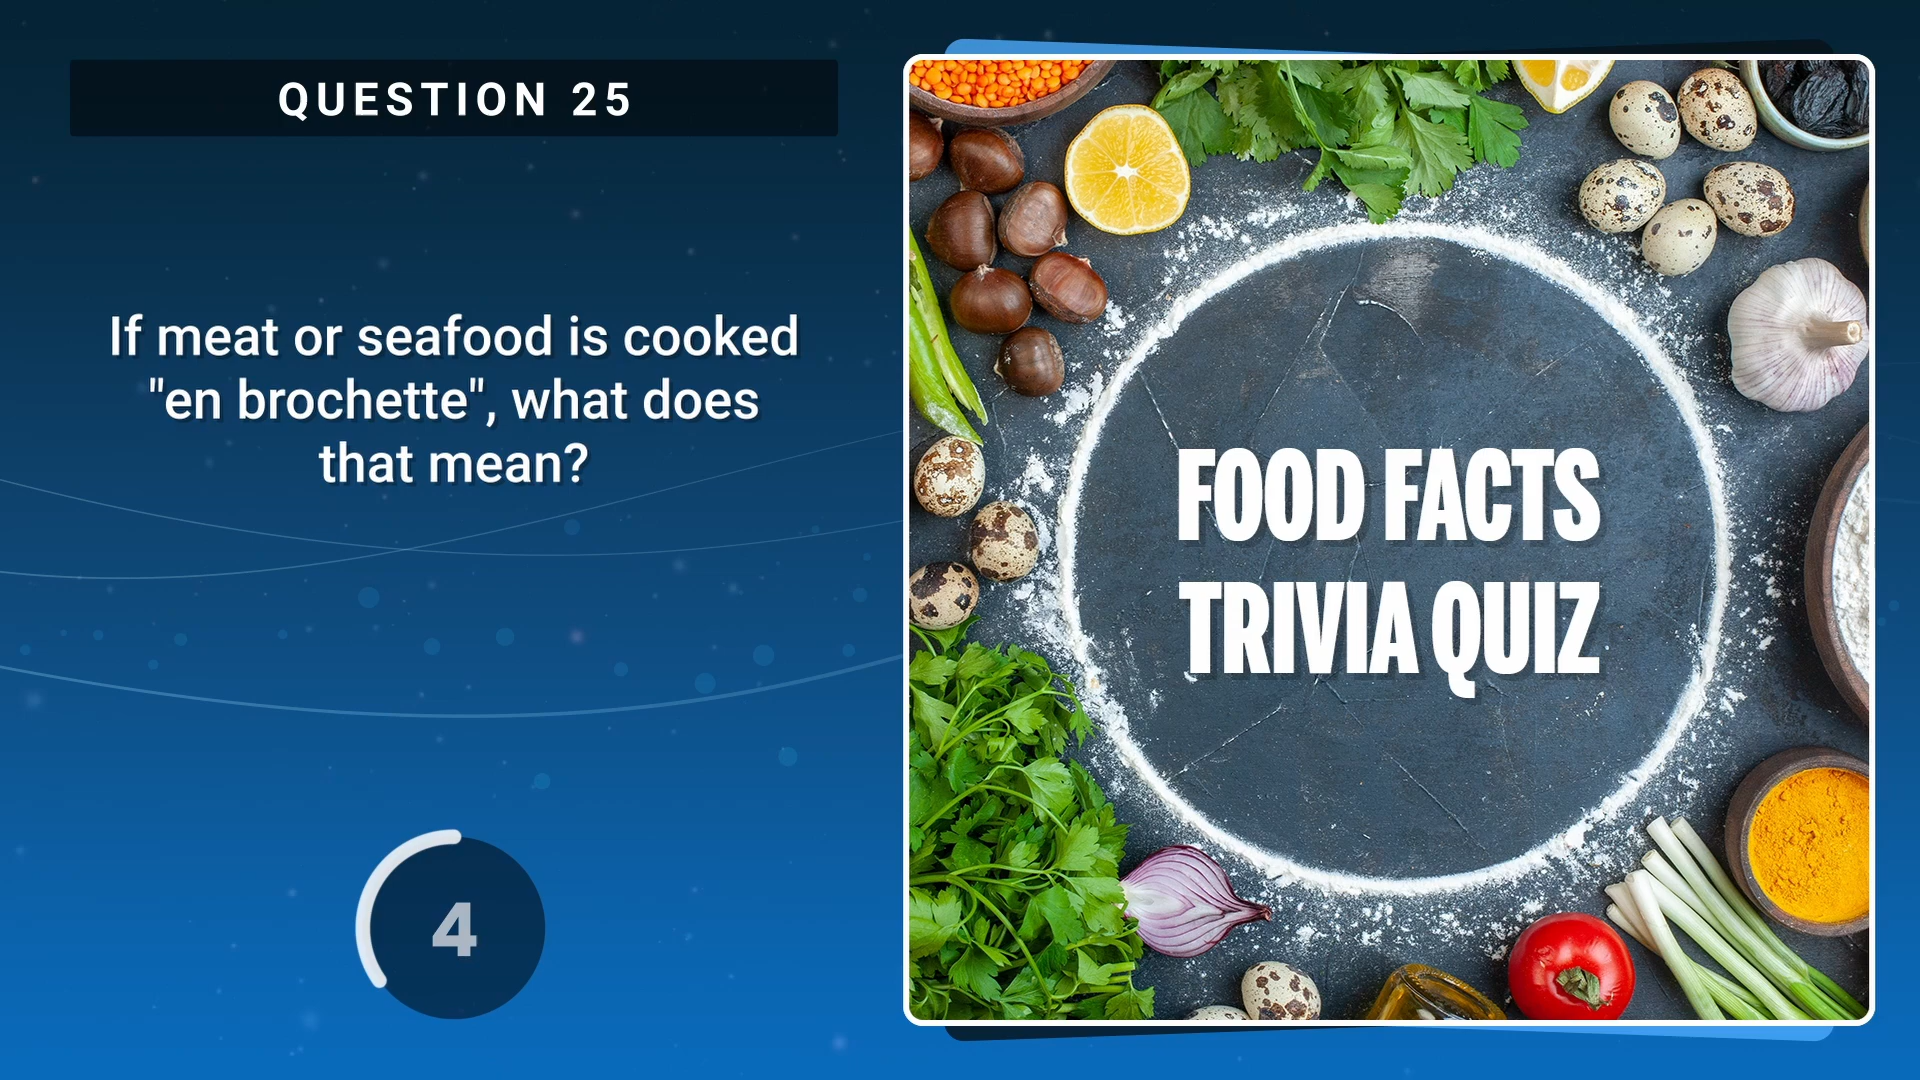 QUESTION 25
If meat or seafood is cooked
"en brochette", what does
that mean?
4
FOOD FACTS
TRIVIA QUIZ